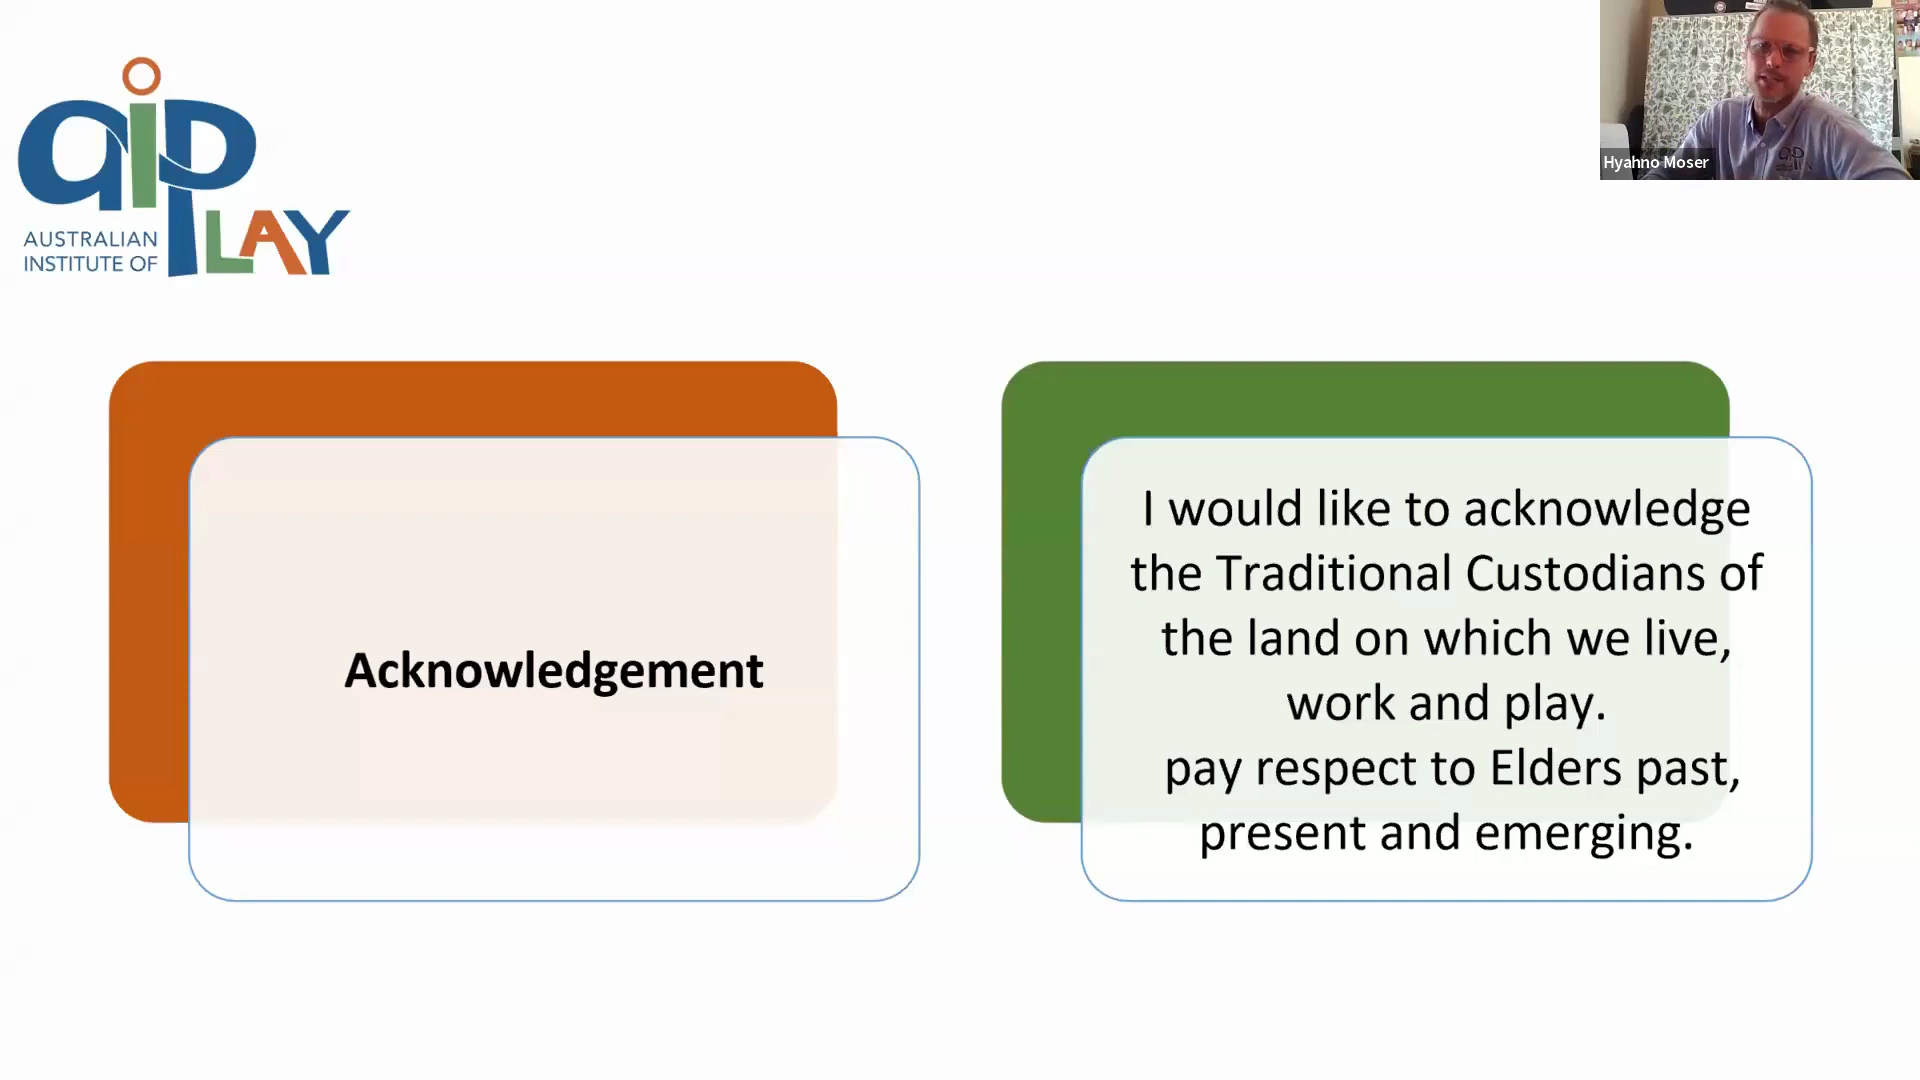 aip
AUSTRALIAN
INSTITUTE OF
PLAY
Hyahno Moser
Acknowledgement
I would like to acknowledge
the Traditional Custodians of
the land on which we live,
work and play.
pay respect to Elders past,
present and emerging.